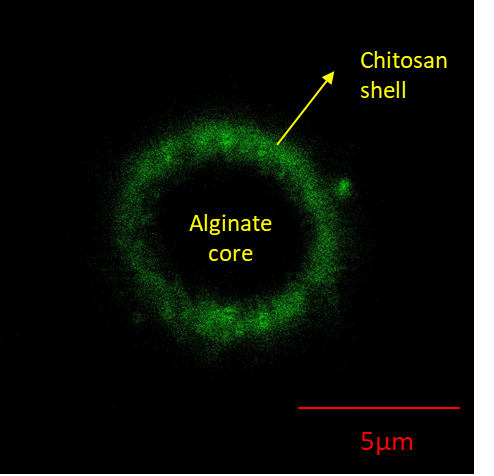 Chitosan
shell
Alginate
core
5μm